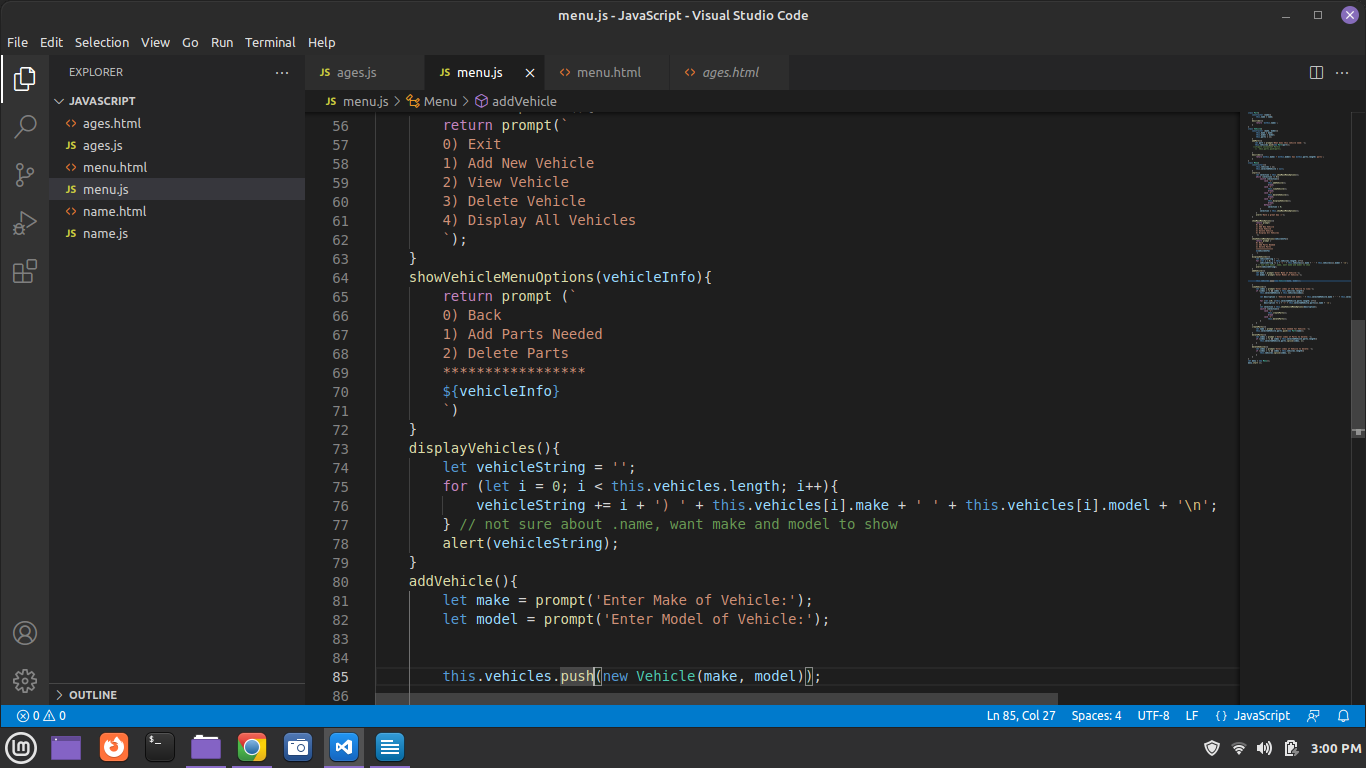 menu.js - JavaScript - Visual Studio Code
File Edit Selection View Go Run Terminal Help
EXPLORER
JAVASCRIPT
ages.html
JS ages.js
menu.html
JS menu.js
name.html
JS name.js
OUTLINE
JS ages.js JS menu.js menu.html ages.html
JS menu.js > Menu > addVehicle
56 return prompt(`
57 0) Exit
58 1) Add New Vehicle
59 2) View Vehicle
60 3) Delete Vehicle
61 4) Display All Vehicles
62 `);
63 }
64 showVehicleMenuOptions(vehicleInfo){
65 return prompt (`
66 0) Back
67 1) Add Parts Needed
68 2) Delete Parts
69 *****************
70 ${vehicleInfo}
71 `)
72 }
73 displayVehicles(){
74 let vehicleString = '';
75 for (let i = 0; i < this.vehicles.length; i++){
76 vehicleString += i + ') ' + this.vehicles[i].make + ' ' + this.vehicles[i].model + '\n';
77 } // not sure about .name, want make and model to show
78 alert(vehicleString);
79 }
80 addVehicle(){
81 let make = prompt('Enter Make of Vehicle:');
82 let model = prompt('Enter Model of Vehicle:');
83
84
85 this.vehicles.push(new Vehicle(make, model));
86
0 0 Ln 85, Col 27 Spaces: 4 UTF-8 LF {} JavaScript
3:00 PM